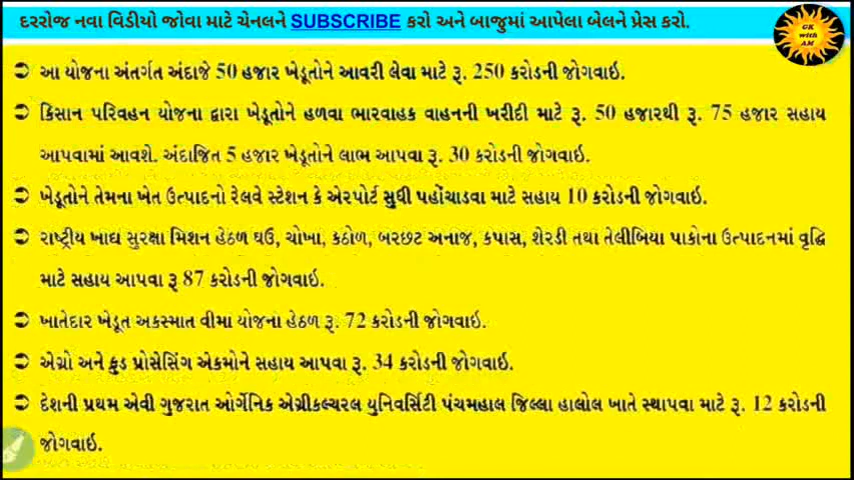 દરરોજ નવા વિડીયો જોવા માટે ચેનલને SUBSCRIBE કરો અને બાજુમાં આપેલા બેલને પ્રેસ કરો.
GK
with
AM
➲ આ યોજના અંતર્ગત અંદાજે 50 હજાર ખેડૂતોને આવરી લેવા માટે રૂ. 250 કરોડની જોગવાઇ.
➲ કિસાન પરિવહન યોજના દ્વારા ખેડૂતોને હળવા ભારવાહક વાહનની ખરીદી માટે રૂ. 50 હજારથી રૂ. 75 હજાર સહાય
આપવામાં આવશે. અંદાજિત 5 હજાર ખેડૂતોને લાભ આપવા રૂ. 30 કરોડની જોગવાઇ.
➲ ખેડૂતોને તેમના ખેત ઉત્પાદનો રેલવે સ્ટેશન કે એરપોર્ટ સુધી પહોંચાડવા માટે સહાય 10 કરોડની જોગવાઇ.
➲ રાષ્ટ્રીય ખાદ્ય સુરક્ષા મિશન હેઠળ ઘઉં, ચોખા, કઠોળ, બરછટ અનાજ, કપાસ, શેરડી તથા તેલીબિયા પાકોના ઉત્પાદનમાં વૃદ્ધિ
માટે સહાય આપવા રૂ 87 કરોડની જોગવાઇ.
➲ ખાતેદાર ખેડૂત અકસ્માત વીમા યોજના હેઠળ રૂ. 72 કરોડની જોગવાઇ.
➲ એગ્રો અને ફુડ પ્રોસેસિંગ એકમોને સહાય આપવા રૂ. 34 કરોડની જોગવાઇ.
➲ દેશની પ્રથમ એવી ગુજરાત ઓર્ગેનિક એગ્રીકલ્ચરલ યુનિવર્સિટી પંચમહાલ જિલ્લા હાલોલ ખાતે સ્થાપવા માટે રૂ. 12 કરોડની
જોગવાઇ.